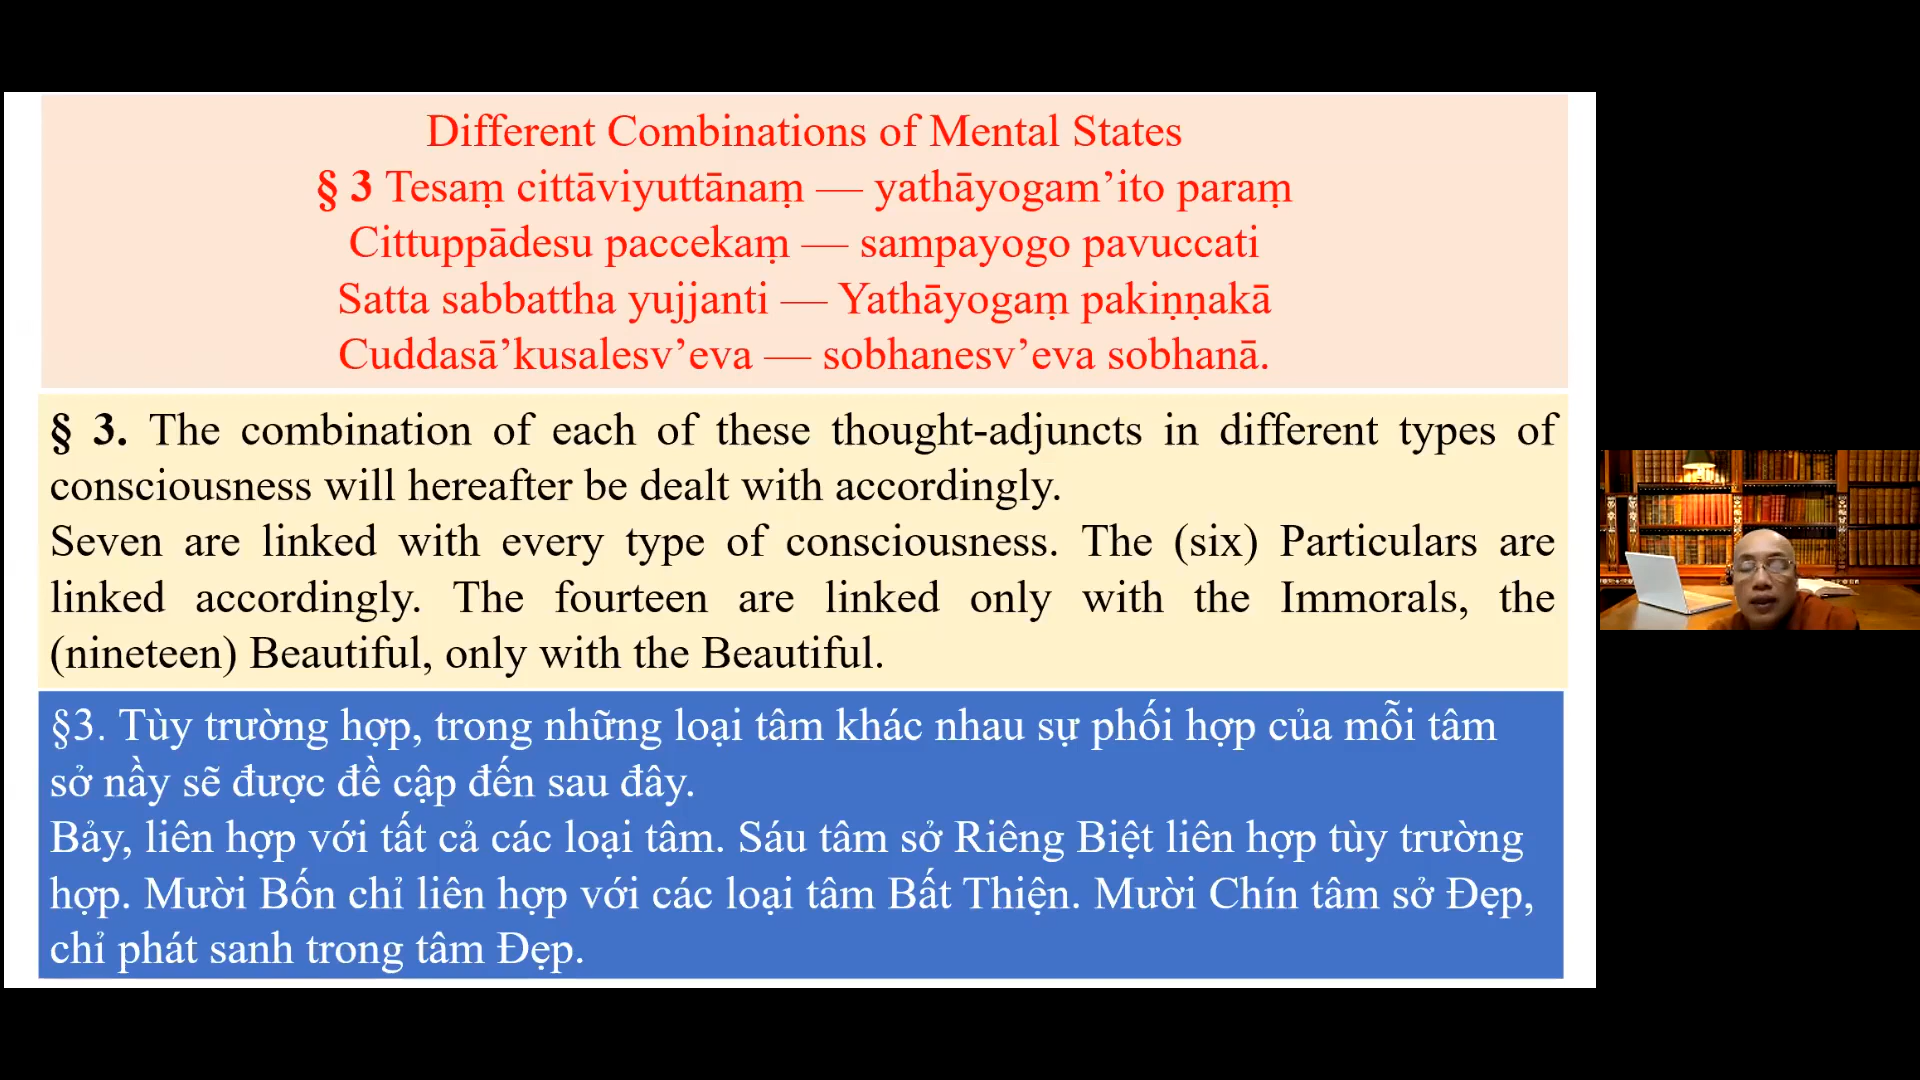 Different Combinations of Mental States
§ 3 Tesaṃ cittāviyuttānaṃ — yathāyogam’ito paraṃ
Cittuppādesu paccekaṃ — sampayogo pavuccati
Satta sabbattha yujjanti — Yathāyogaṃ pakiṇṇakā
Cuddasā’kusalesv’eva — sobhanesv’eva sobhanā.
§ 3. The combination of each of these thought-adjuncts in different types of
consciousness will hereafter be dealt with accordingly.
Seven are linked with every type of consciousness. The (six) Particulars are
linked accordingly. The fourteen are linked only with the Immorals, the
(nineteen) Beautiful, only with the Beautiful.
§3. Tùy trường hợp, trong những loại tâm khác nhau sự phối hợp của mỗi tâm
sở nầy sẽ được đề cập đến sau đây.
Bảy, liên hợp với tất cả các loại tâm. Sáu tâm sở Riêng Biệt liên hợp tùy trường
hợp. Mười Bốn chỉ liên hợp với các loại tâm Bất Thiện. Mười Chín tâm sở Đẹp,
chỉ phát sanh trong tâm Đẹp.